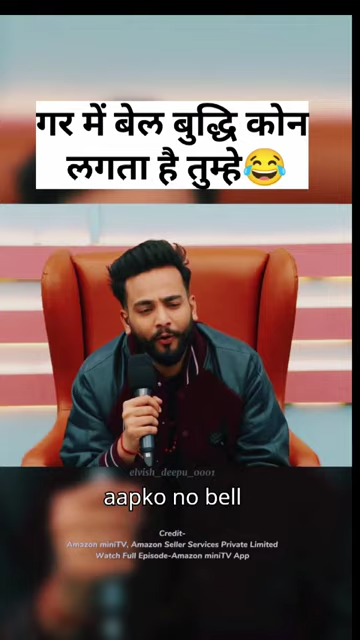 गर में बेल बुद्धि कोन
लगता है तुम्हे😂
elvish_deepu_0001
aapko no bell
Credit-
Amazon miniTV, Amazon Seller Services Private Limited
Watch Full Episode-Amazon miniTV App